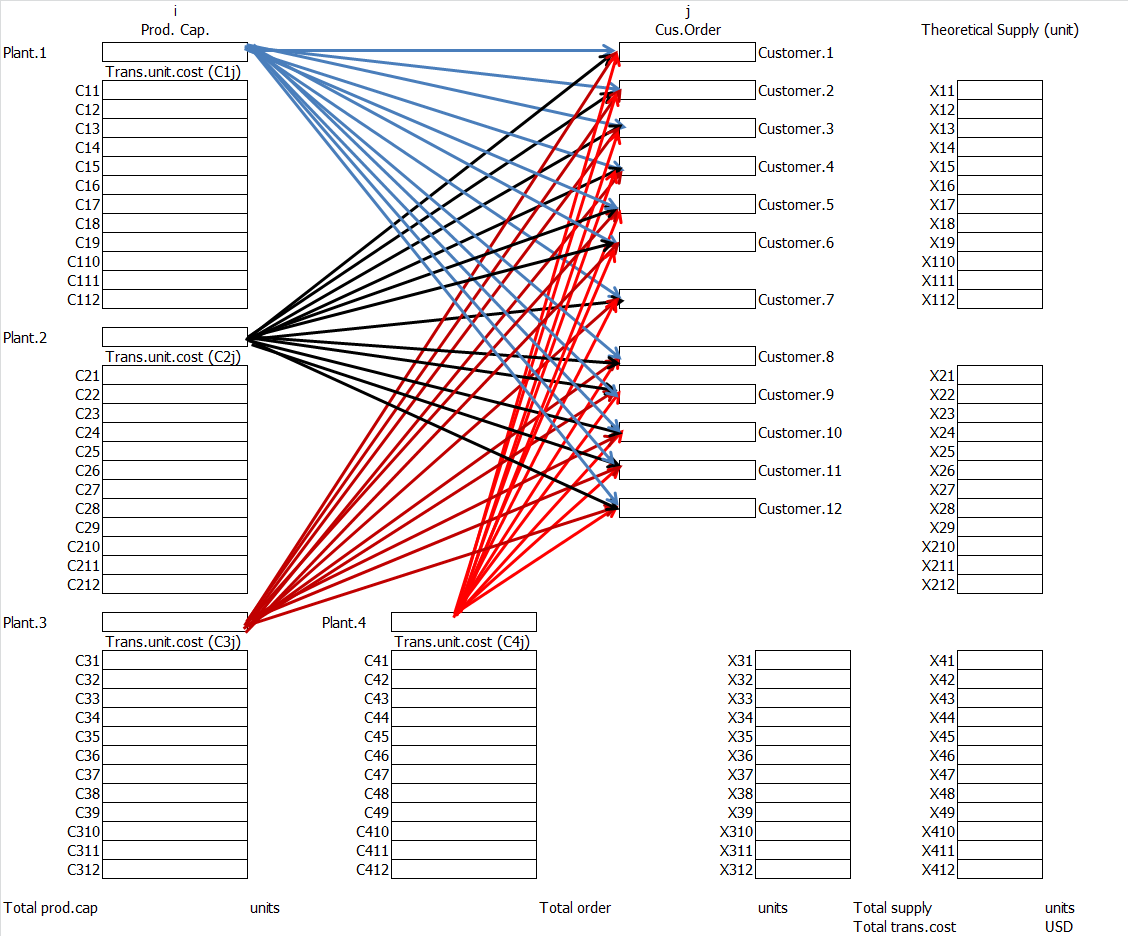 i j
Prod. Cap. Cus.Order Theoretical Supply (unit)
Plant.1 Customer.1
Trans.unit.cost (C1j)
C11 Customer.2 X11
C12 X12
C13 Customer.3 X13
C14 X14
C15 Customer.4 X15
C16 X16
C17 Customer.5 X17
C18 X18
C19 Customer.6 X19
C110 X110
C111 X111
C112 Customer.7 X112
Plant.2
Trans.unit.cost (C2j) Customer.8
C21 X21
C22 Customer.9 X22
C23 X23
C24 Customer.10 X24
C25 X25
C26 Customer.11 X26
C27 X27
C28 Customer.12 X28
C29 X29
C210 X210
C211 X211
C212 X212
Plant.3 Plant.4
Trans.unit.cost (C3j) Trans.unit.cost (C4j)
C31 C41 X31 X41
C32 C42 X32 X42
C33 C43 X33 X43
C34 C44 X34 X44
C35 C45 X35 X45
C36 C46 X36 X46
C37 C47 X37 X47
C38 C48 X38 X48
C39 C49 X39 X49
C310 C410 X310 X410
C311 C411 X311 X411
C312 C412 X312 X412
Total prod.cap units Total order units Total supply units
Total trans.cost USD